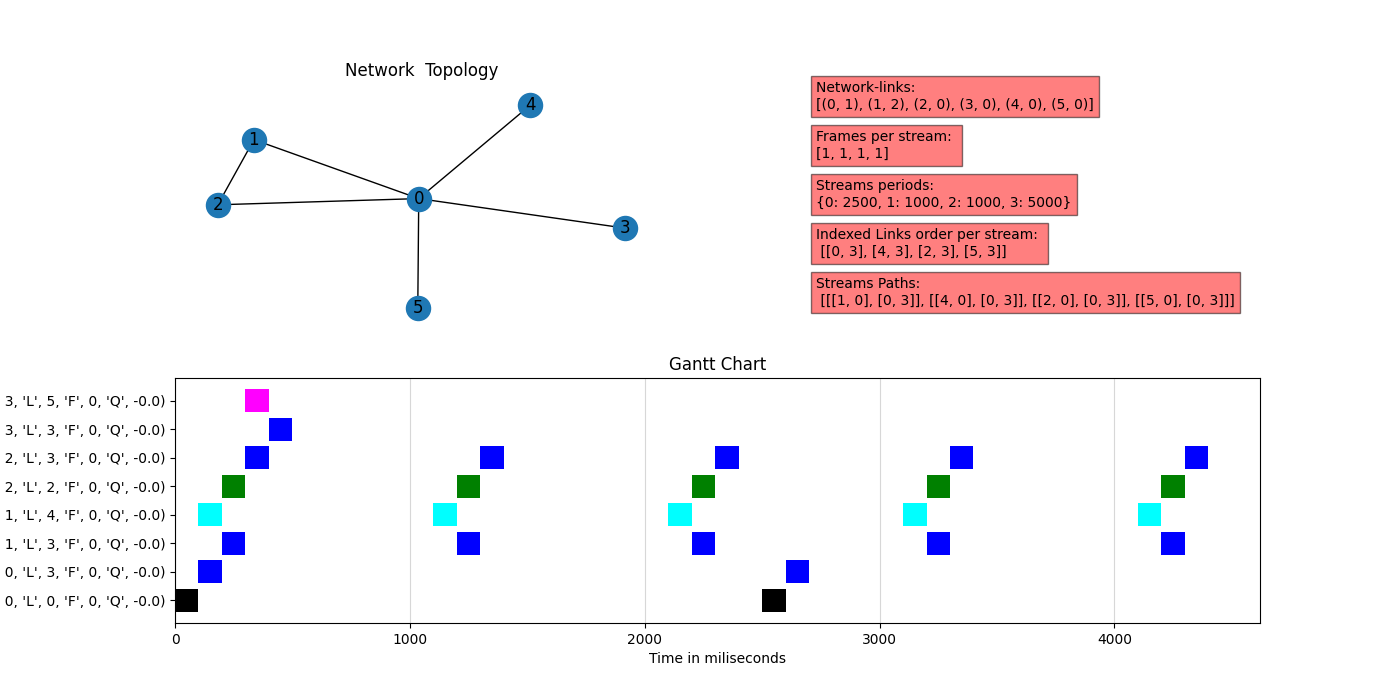 Network  Topology
4
1
0
2
3
5
Network-links:
[(0, 1), (1, 2), (2, 0), (3, 0), (4, 0), (5, 0)]
Frames per stream:
[1, 1, 1, 1]
Streams periods:
{0: 2500, 1: 1000, 2: 1000, 3: 5000}
Indexed Links order per stream:
[[0, 3], [4, 3], [2, 3], [5, 3]]
Streams Paths:
[[[1, 0], [0, 3]], [[4, 0], [0, 3]], [[2, 0], [0, 3]], [[5, 0], [0, 3]]]
Gantt Chart
3, 'L', 5, 'F', 0, 'Q', -0.0)
3, 'L', 3, 'F', 0, 'Q', -0.0)
2, 'L', 3, 'F', 0, 'Q', -0.0)
2, 'L', 2, 'F', 0, 'Q', -0.0)
1, 'L', 4, 'F', 0, 'Q', -0.0)
1, 'L', 3, 'F', 0, 'Q', -0.0)
0, 'L', 3, 'F', 0, 'Q', -0.0)
0, 'L', 0, 'F', 0, 'Q', -0.0)
0 1000 2000 3000 4000
Time in miliseconds